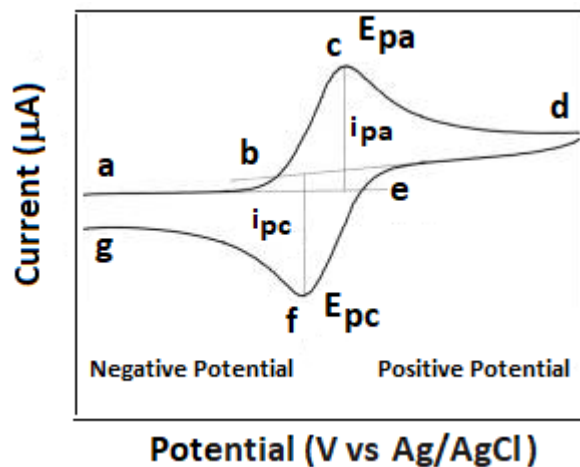 Current (µA)
c
Epa
d
ipa
a
b
e
ipc
g
f
Epc
Negative Potential
Positive Potential
Potential (V vs Ag/AgCl)